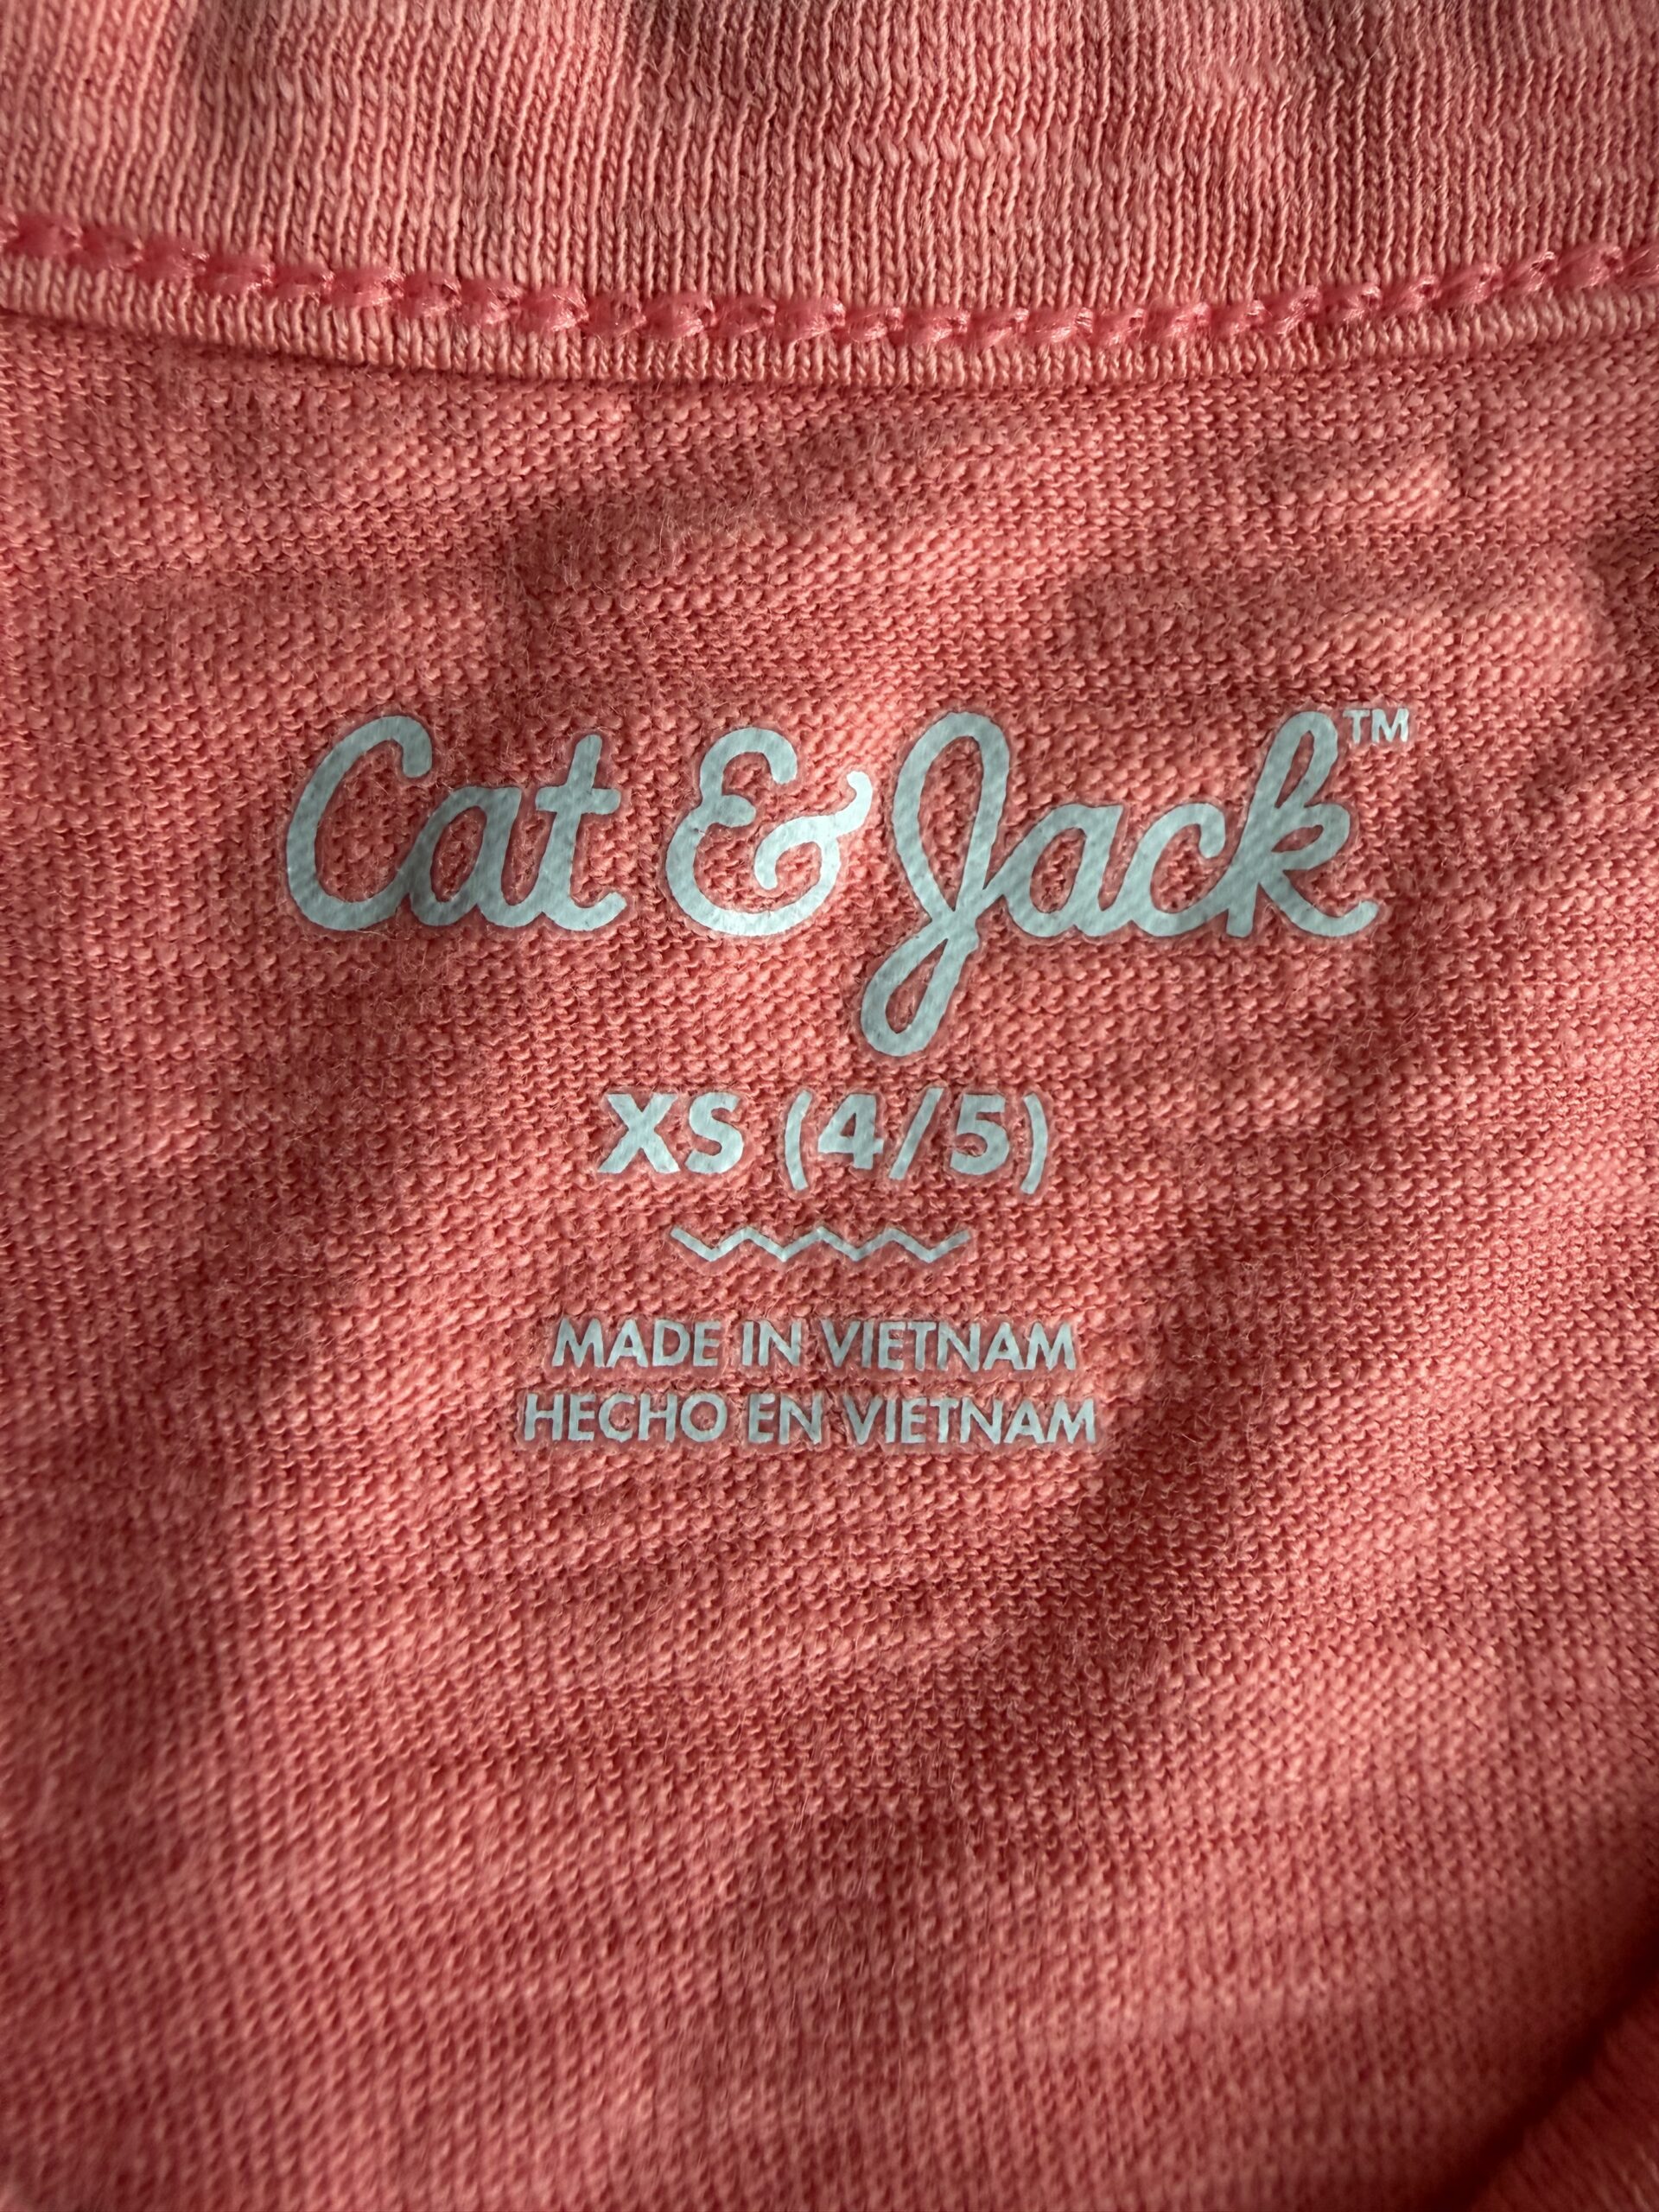 Cat & Jack™
XS (4/5)
MADE IN VIETNAM
HECHO EN VIETNAM